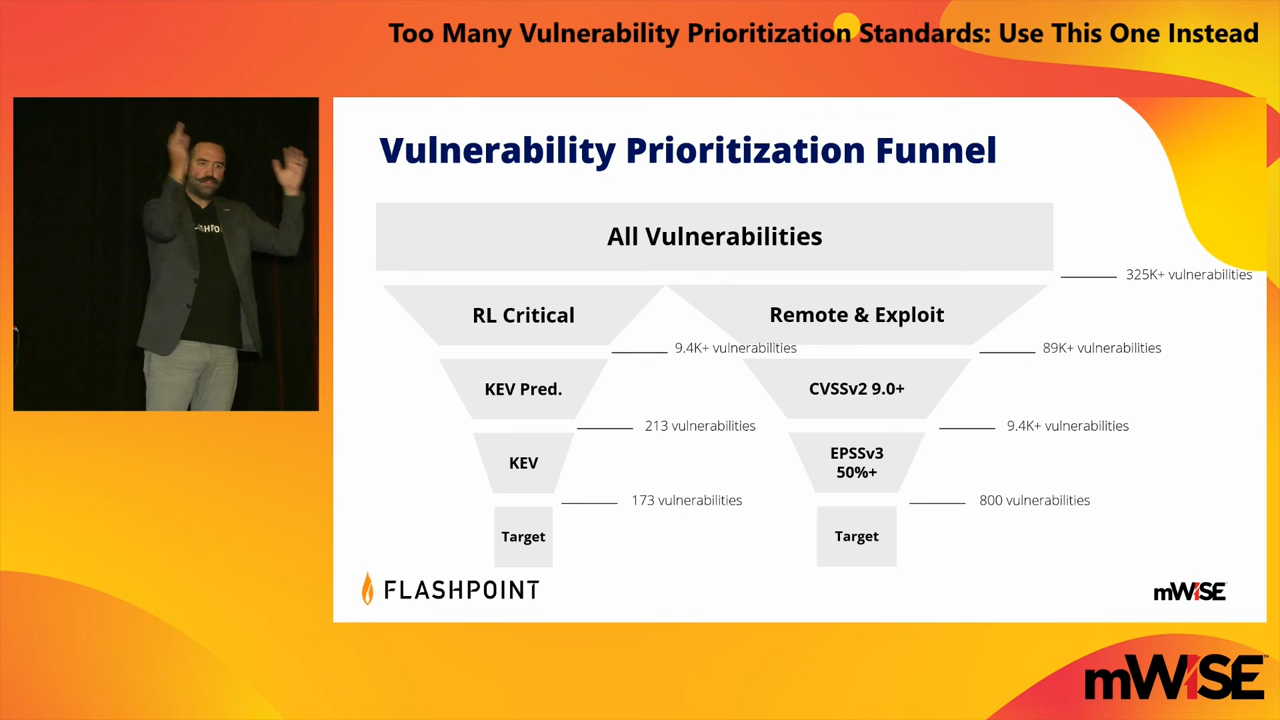 Too Many Vulnerability Prioritization Standards: Use This One Instead
Vulnerability Prioritization Funnel
All Vulnerabilities
325K+ vulnerabilities
RL Critical
Remote & Exploit
9.4K+ vulnerabilities
89K+ vulnerabilities
KEV Pred.
CVSSv2 9.0+
213 vulnerabilities
9.4K+ vulnerabilities
KEV
EPSSv3
50%+
173 vulnerabilities
800 vulnerabilities
Target
Target
FLASHPOINT
mWISE
mWISE™